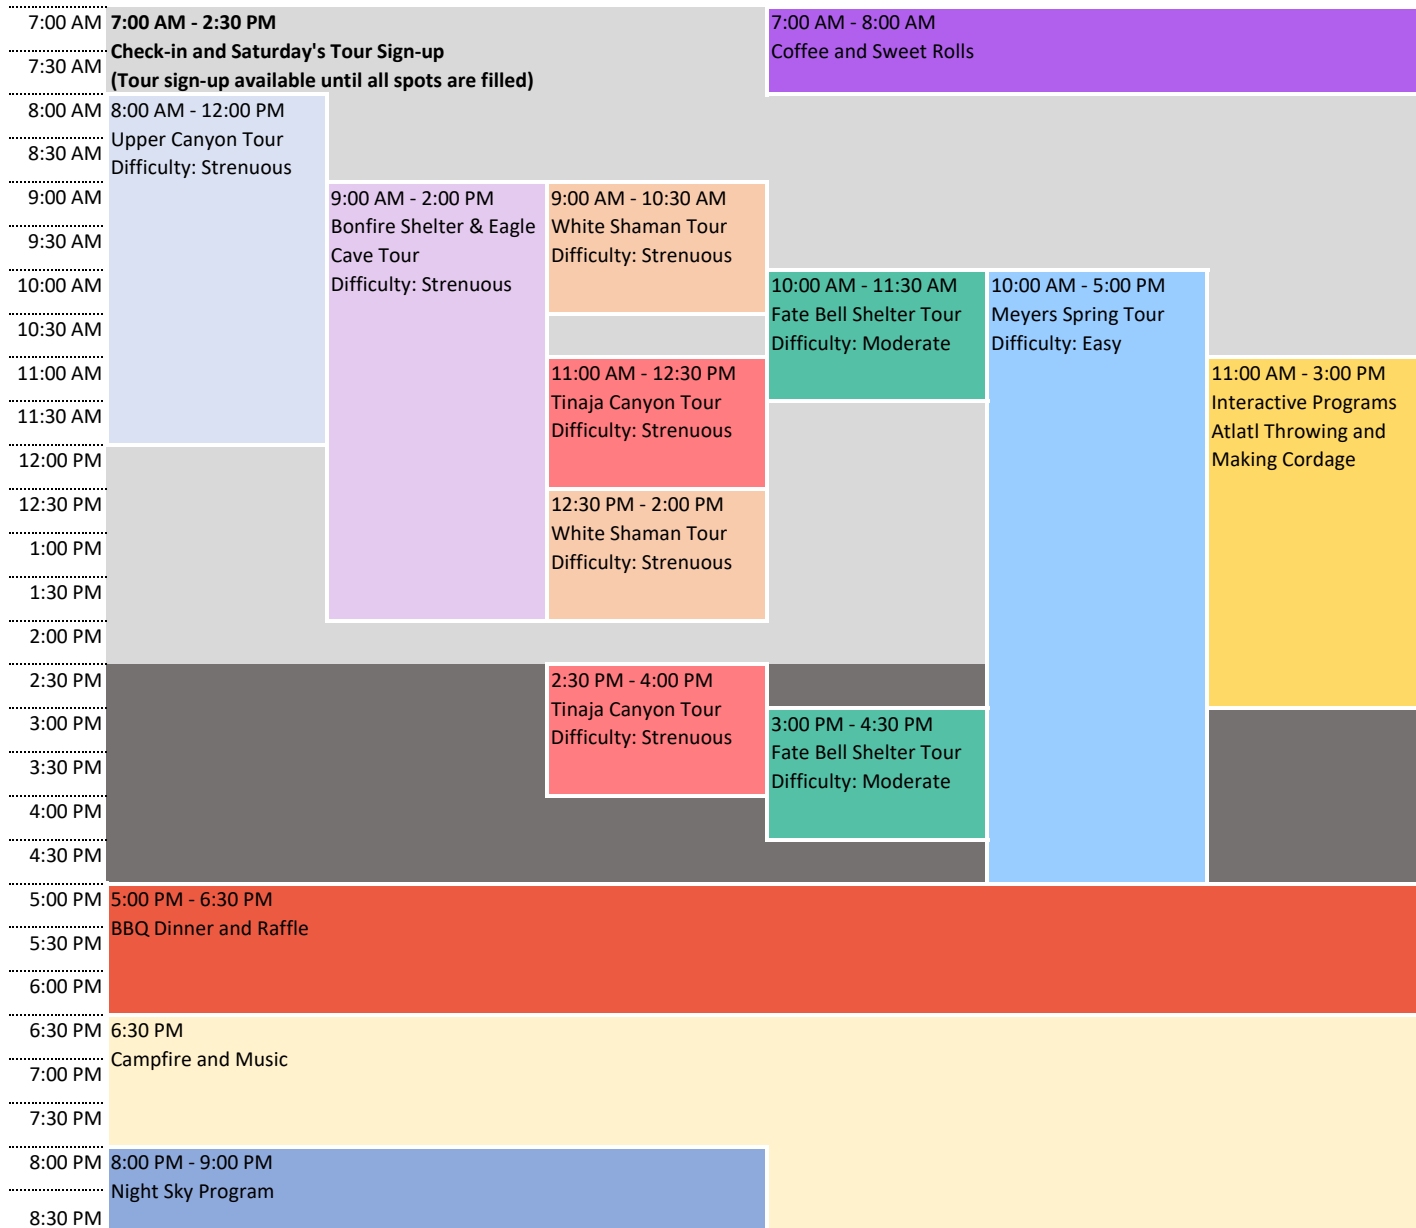 7:00 AM
7:30 AM
8:00 AM
8:30 AM
9:00 AM
9:30 AM
10:00 AM
10:30 AM
11:00 AM
11:30 AM
12:00 PM
12:30 PM
1:00 PM
1:30 PM
2:00 PM
2:30 PM
3:00 PM
3:30 PM
4:00 PM
4:30 PM
5:00 PM
5:30 PM
6:00 PM
6:30 PM
7:00 PM
7:30 PM
8:00 PM
8:30 PM
7:00 AM - 2:30 PM
Check-in and Saturday's Tour Sign-up
(Tour sign-up available until all spots are filled)
7:00 AM - 8:00 AM
Coffee and Sweet Rolls
8:00 AM - 12:00 PM
Upper Canyon Tour
Difficulty: Strenuous
9:00 AM - 2:00 PM
Bonfire Shelter & Eagle
Cave Tour
Difficulty: Strenuous
9:00 AM - 10:30 AM
White Shaman Tour
Difficulty: Strenuous
10:00 AM - 11:30 AM
Fate Bell Shelter Tour
Difficulty: Moderate
10:00 AM - 5:00 PM
Meyers Spring Tour
Difficulty: Easy
11:00 AM - 12:30 PM
Tinaja Canyon Tour
Difficulty: Strenuous
11:00 AM - 3:00 PM
Interactive Programs
Atlatl Throwing and
Making Cordage
12:30 PM - 2:00 PM
White Shaman Tour
Difficulty: Strenuous
2:30 PM - 4:00 PM
Tinaja Canyon Tour
Difficulty: Strenuous
3:00 PM - 4:30 PM
Fate Bell Shelter Tour
Difficulty: Moderate
5:00 PM - 6:30 PM
BBQ Dinner and Raffle
6:30 PM
Campfire and Music
8:00 PM - 9:00 PM
Night Sky Program